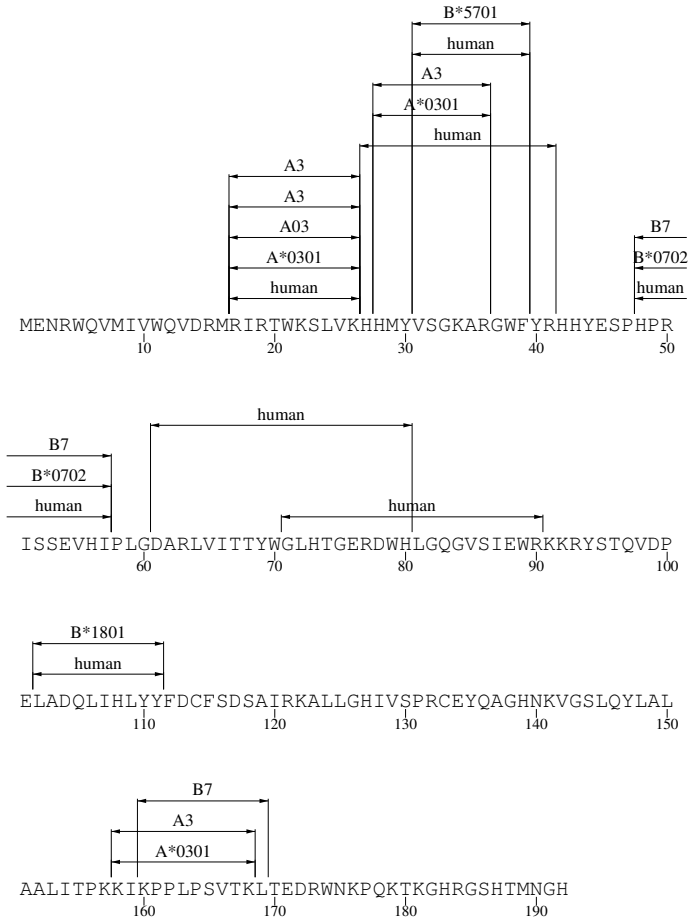 B*5701
human
A3
A*0301
human
A3
A3
A03
A*0301
human
B7
B*0702
human
MENRWQVMIVWQVDRMRIRTWKSLVKHHMYVSGKARGWFYRHHYESPHPR
10 20 30 40 50
human
B7
B*0702
human
human
ISSEVHIPLGDARLVITTYWGLHTGERDWHLGQGVSIEWRKKRYSTQVDP
60 70 80 90 100
B*1801
human
ELADQLIHLYYFDCFSDSAIRKALLGHIVSPRCEYQAGHNKVGSLQYLAL
110 120 130 140 150
B7
A3
A*0301
AALITPKKIKPPLPSVTKLTEDRWNKPQKTKGHRGSHTMNGH
160 170 180 190